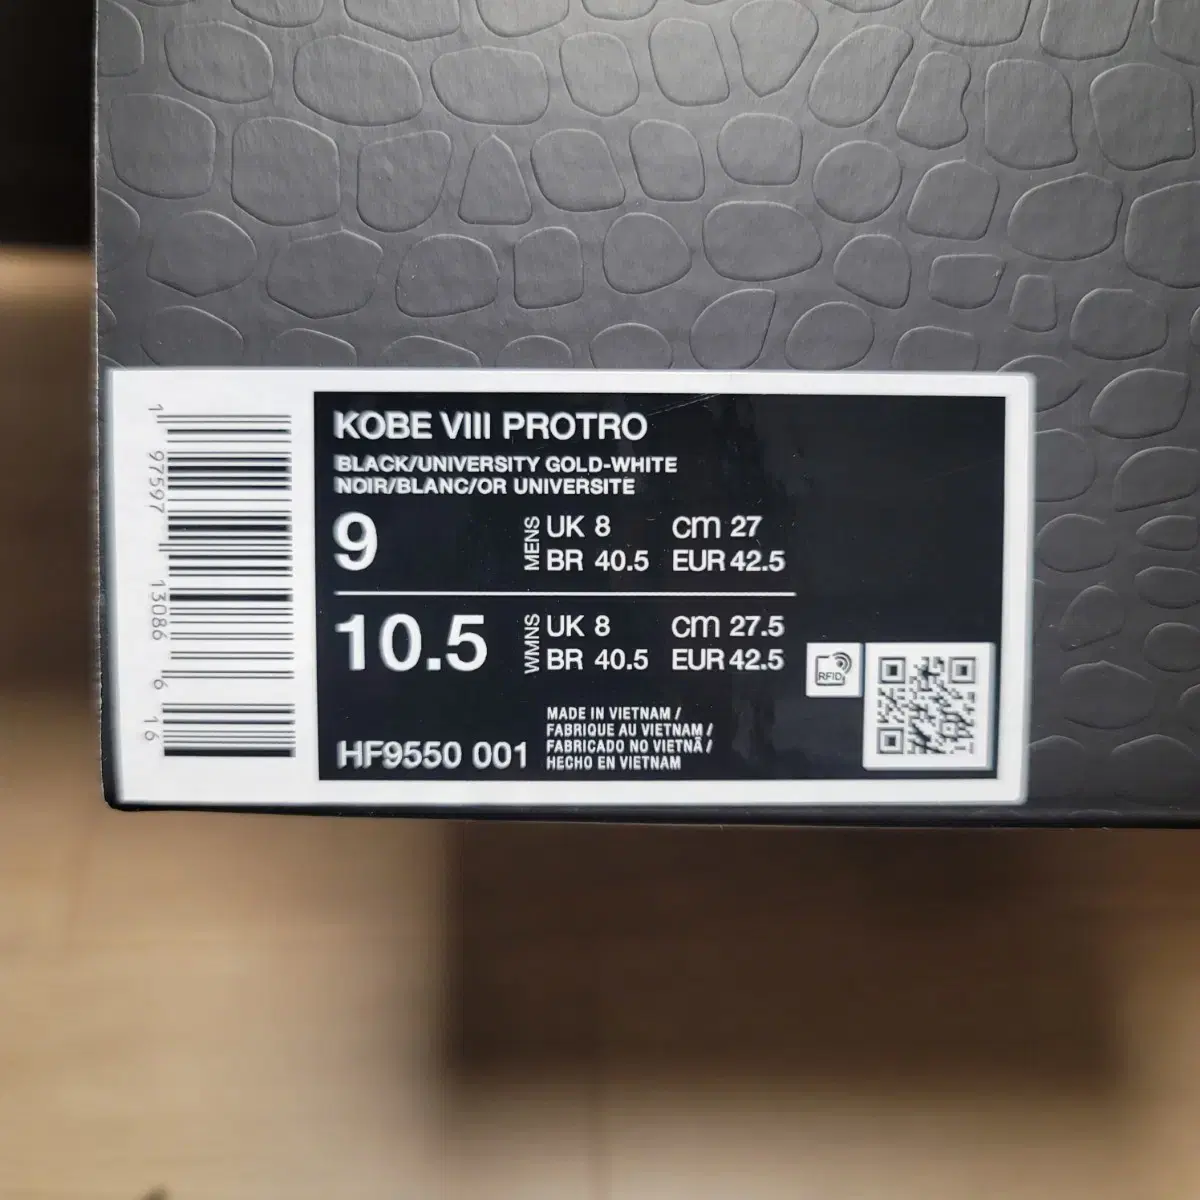 KOBE VIII PROTRO
BLACK/UNIVERSITY GOLD-WHITE
NOIR/BLANC/OR UNIVERSITE
9 MENS UK 8 cm 27
BR 40.5 EUR 42.5
10.5 WMNS UK 8 cm 27.5
BR 40.5 EUR 42.5
RFID
HF9550 001
MADE IN VIETNAM /
FABRIQUE AU VIETNAM /
FABRICADO NO VIETNÃ /
HECHO EN VIETNAM
1 97597 13086 6 16